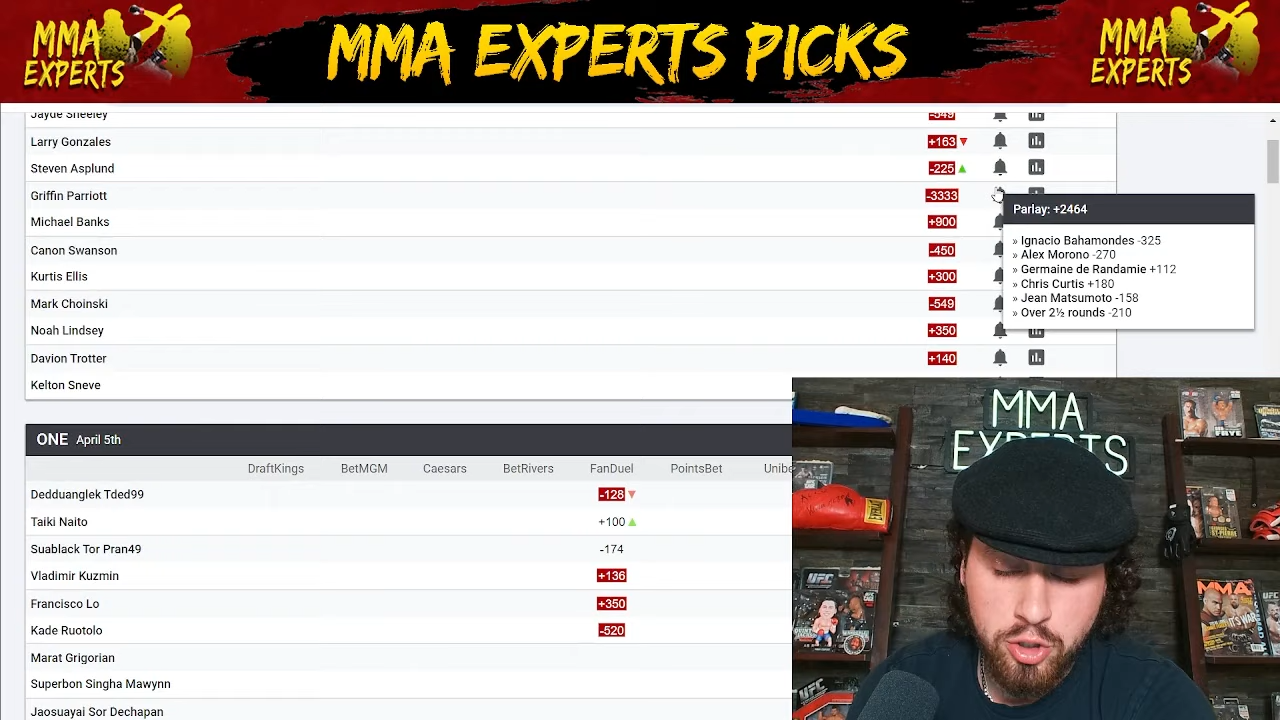 MMA
EXPERTS
MMA EXPERTS PICKS
MMA
EXPERTS
Jayde Sheeley -549
Larry Gonzales +163
Steven Asplund -225
Griffin Parriott -3333
Michael Banks +900
Canon Swanson -450
Kurtis Ellis +300
Mark Choinski -549
Noah Lindsey +350
Davion Trotter +140
Kelton Sneve
Parlay: +2464
» Ignacio Bahamondes -325
» Alex Morono -270
» Germaine de Randamie +112
» Chris Curtis +180
» Jean Matsumoto -158
» Over 2½ rounds -210
ONE April 5th
DraftKings BetMGM Caesars BetRivers FanDuel PointsBet
Dedduanglek Tded99 -128
Taiki Naito +100
Suablack Tor Pran49 -174
Vladimir Kuzmin +136
Francisco Lo +350
Kade Ruotolo -520
Marat Grigorian
Superbon Singha Mawynn
Jaosuayai Sor Dechapan
MMA
EXPERTS
UFC
MMA
UFC